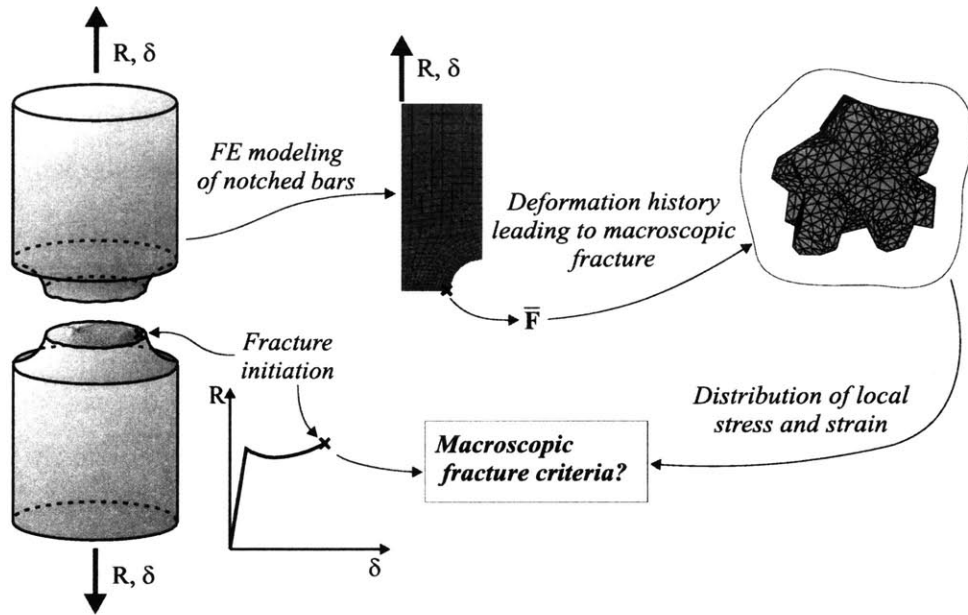 R, δ
R, δ
FE modeling
of notched bars
Deformation history
leading to macroscopic
fracture
F̅
Fracture
initiation
R
δ
Macroscopic
fracture criteria?
Distribution of local
stress and strain
R, δ